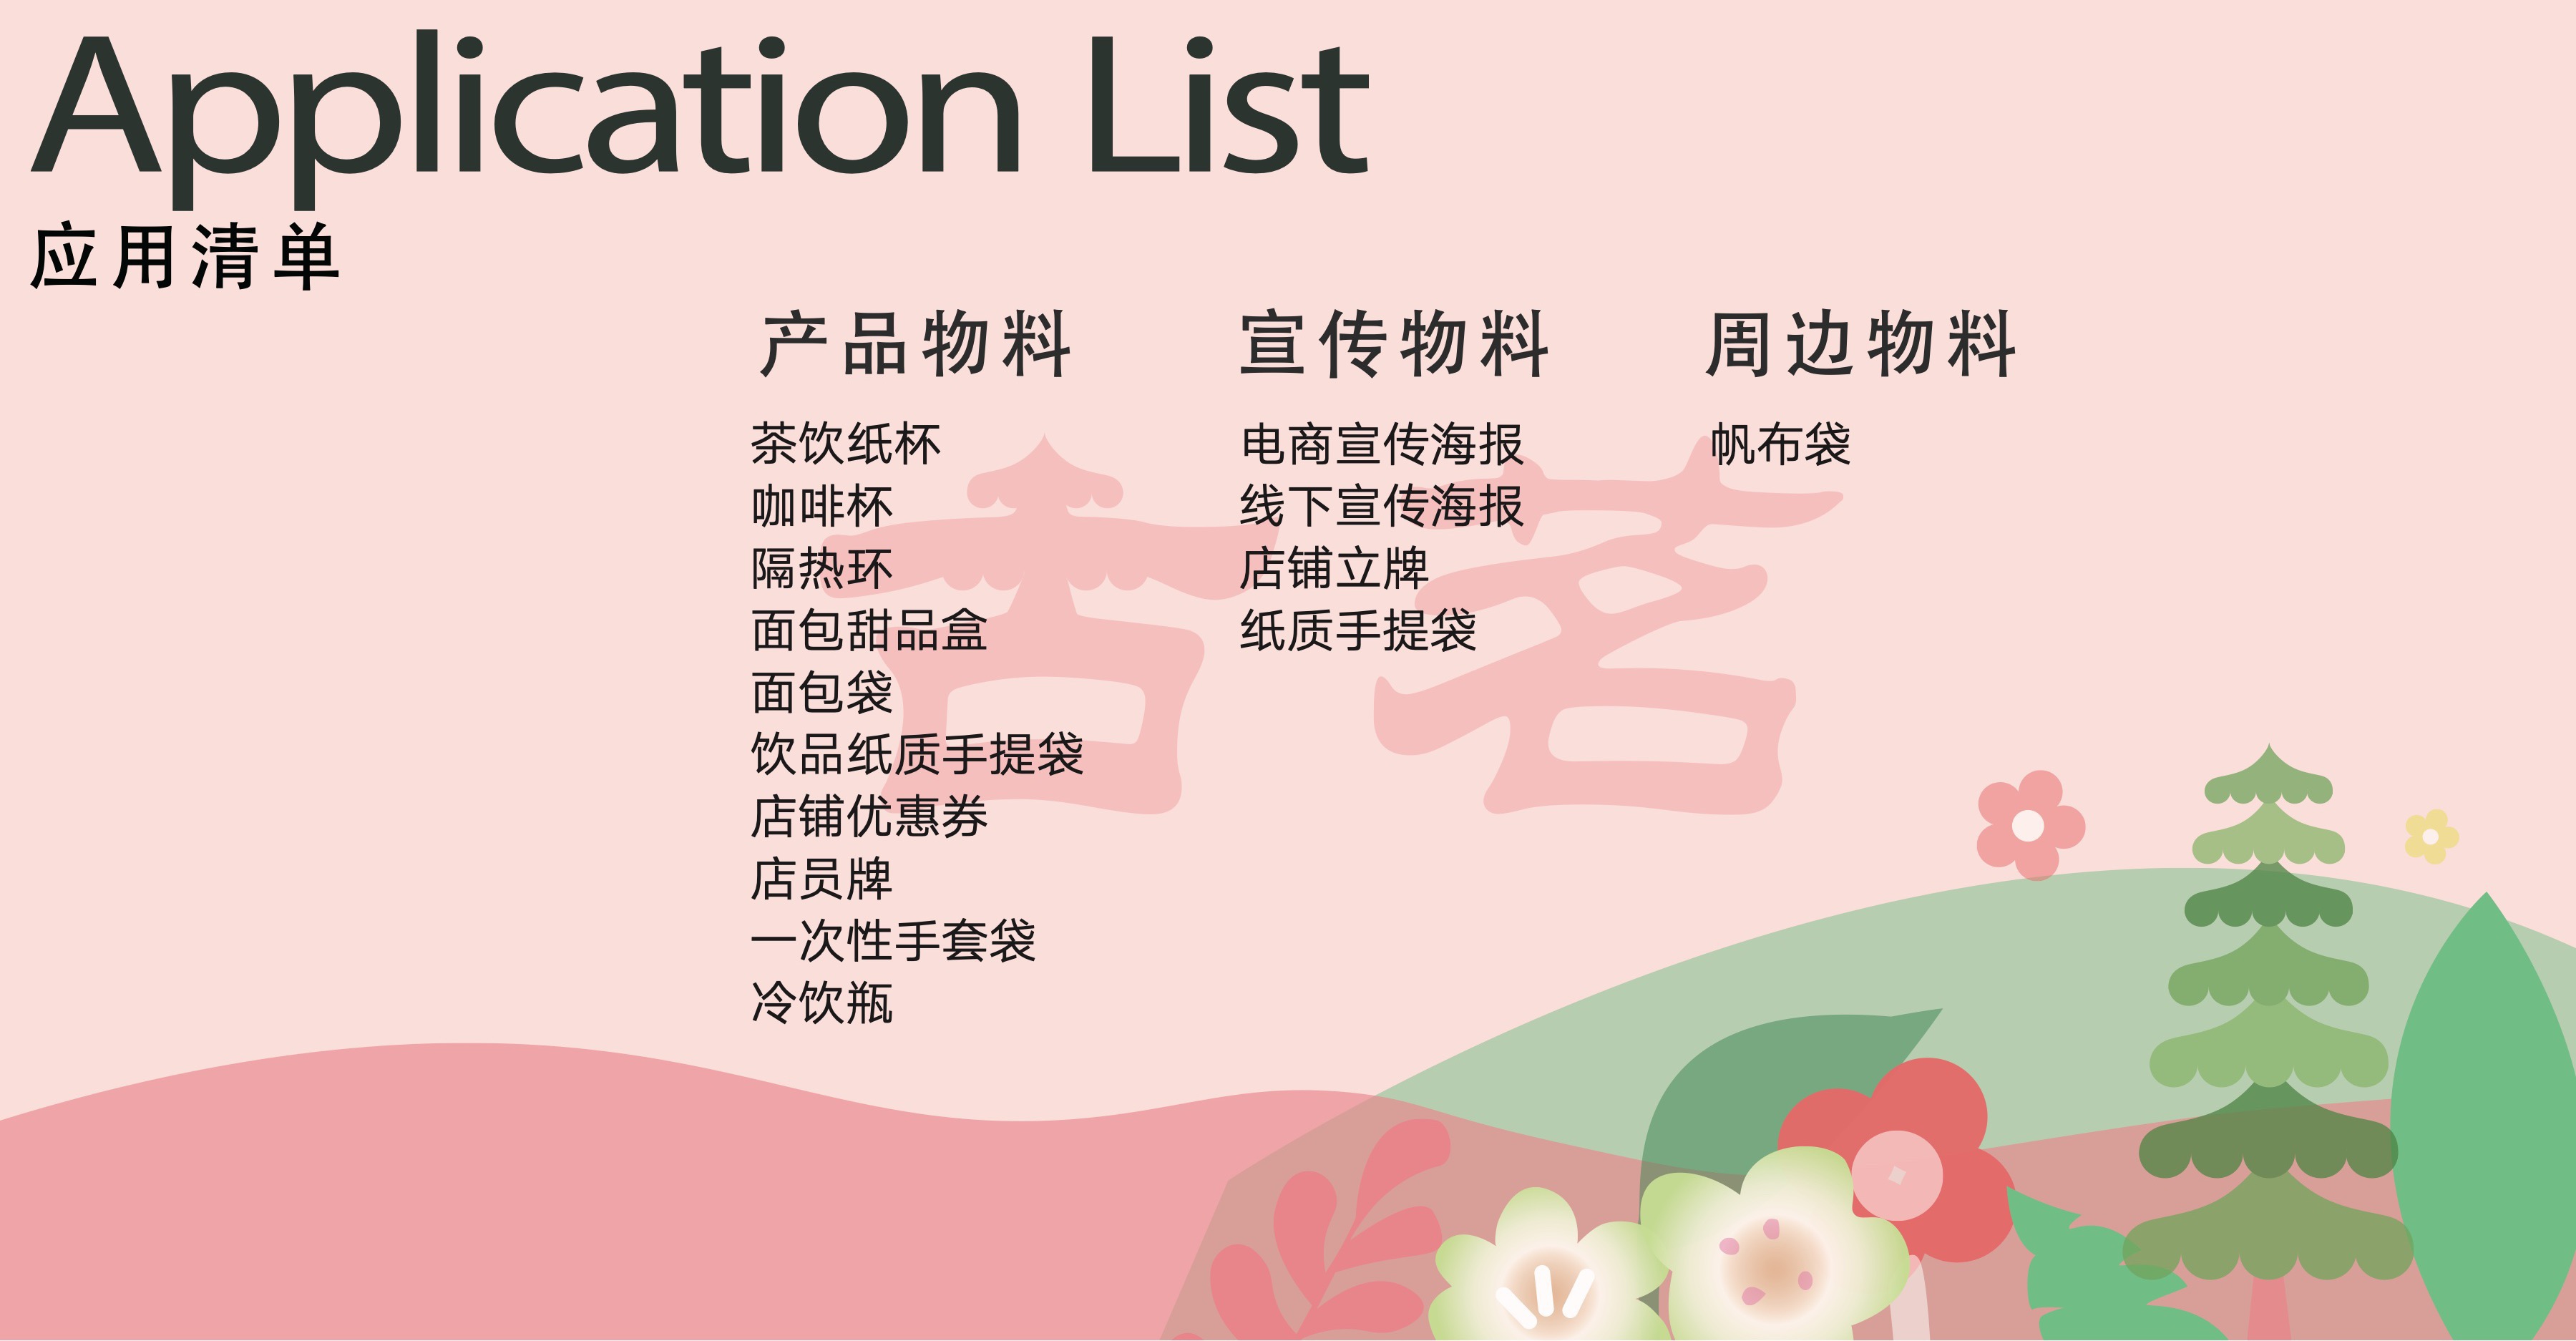 Application List
应用清单
产品物料
茶饮纸杯
咖啡杯
隔热环
面包甜品盒
面包袋
饮品纸质手提袋
店铺优惠券
店员牌
一次性手套袋
冷饮瓶
宣传物料
电商宣传海报
线下宣传海报
店铺立牌
纸质手提袋
周边物料
帆布袋
古茗